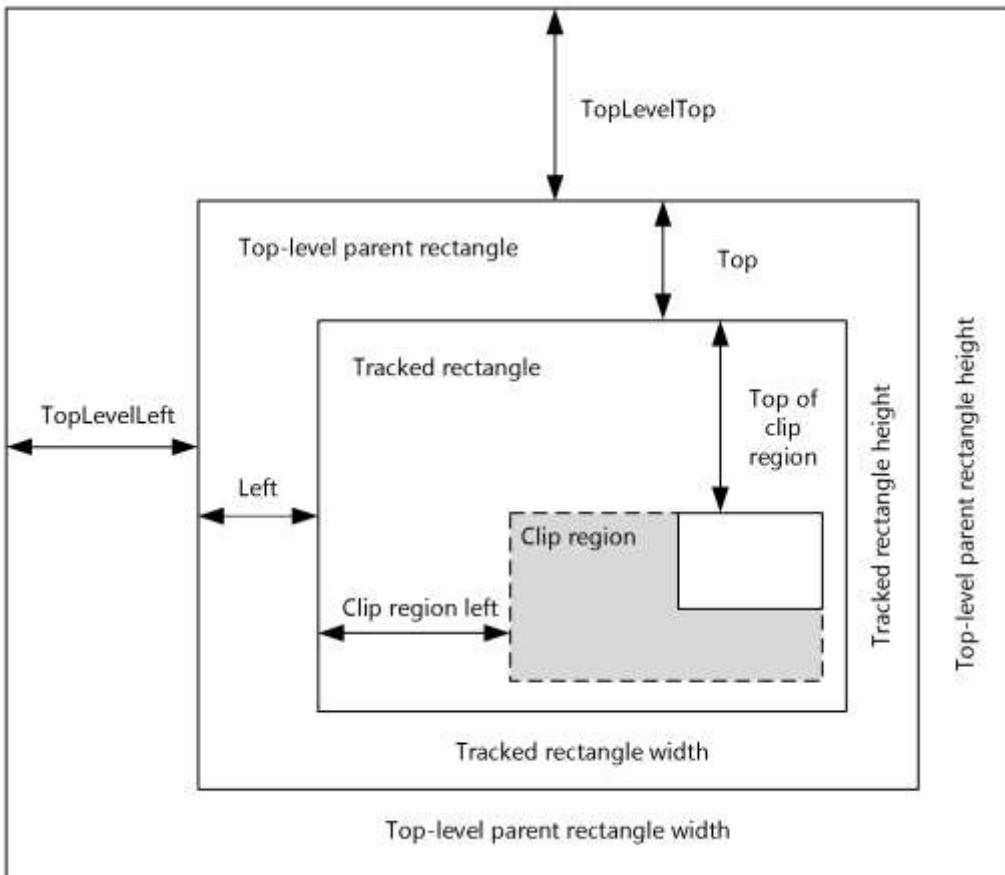 TopLevelTop
Top-level parent rectangle
Top
Tracked rectangle
TopLevelLeft
Top of
clip
region
Left
Clip region
Clip region left
Tracked rectangle height
Top-level parent rectangle height
Tracked rectangle width
Top-level parent rectangle width